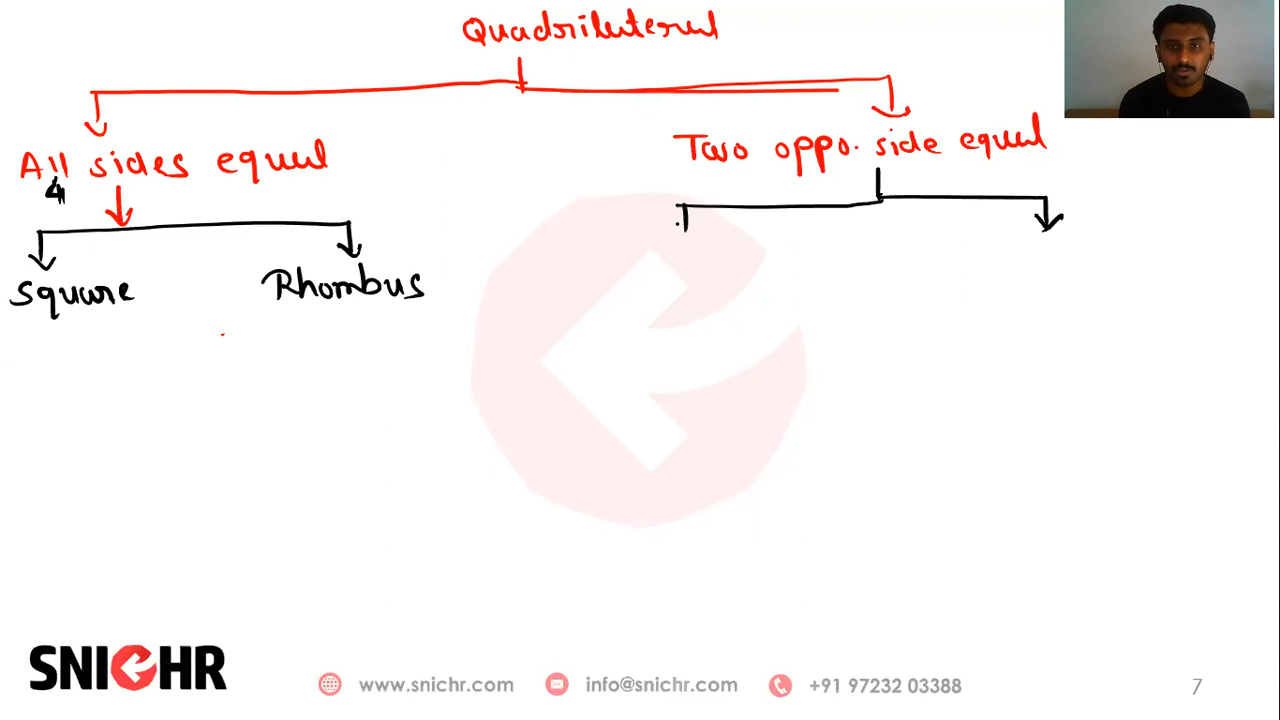 Quadrilateral
All sides equal
4
Two oppo. side equal
Square
Rhombus
SNICHR
www.snichr.com
info@snichr.com
+91 97232 03388
7